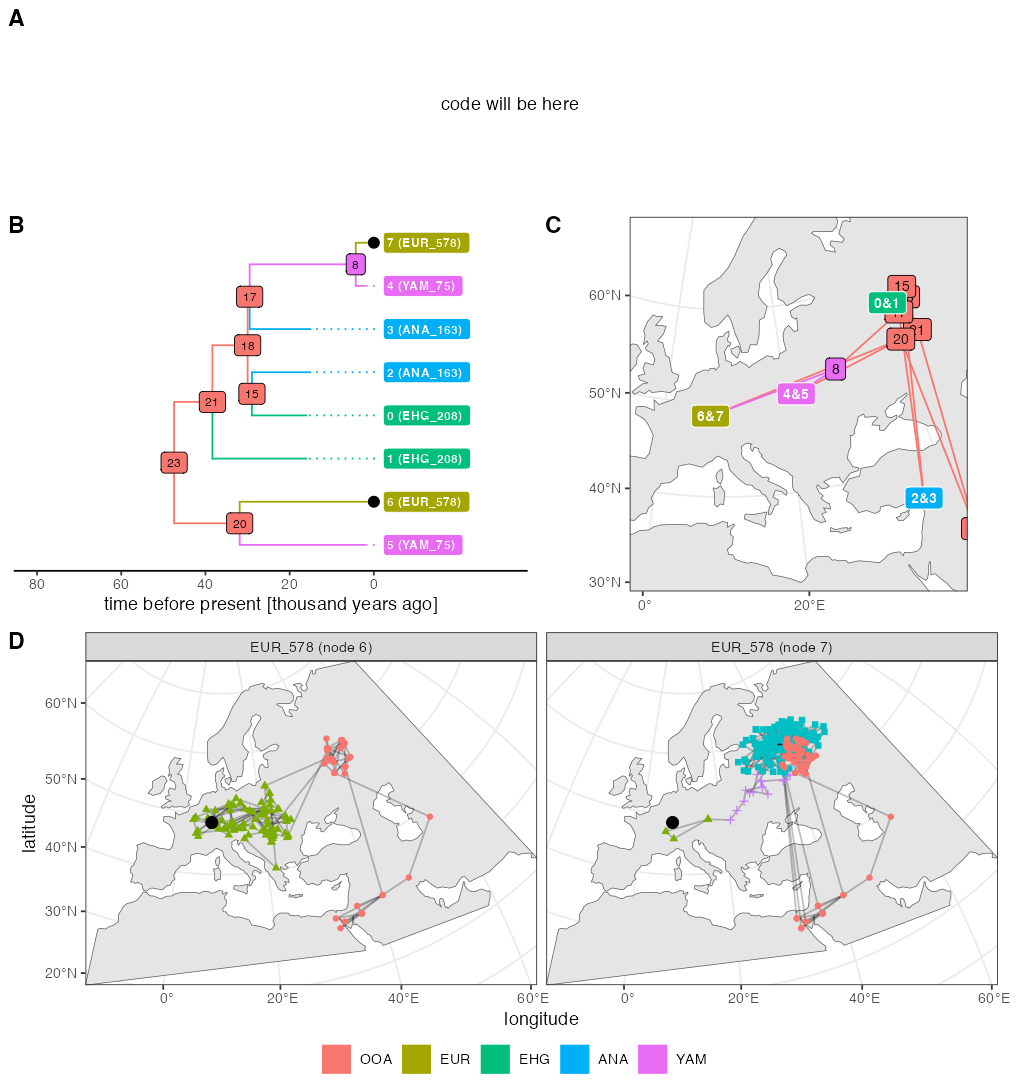 A
code will be here
B
7 (EUR_578)
8
4 (YAM_75)
17
3 (ANA_163)
18
2 (ANA_163)
15
21
0 (EHG_208)
1 (EHG_208)
23
6 (EUR_578)
20
5 (YAM_75)
80 60 40 20 0
time before present [thousand years ago]
C
60°N
50°N
40°N
30°N
0° 20°E
15
0&1
21
20
8
4&5
6&7
2&3
D
EUR_578 (node 6)
EUR_578 (node 7)
60°N
50°N
40°N
30°N
20°N
latitude
0° 20°E 40°E 60°E
0° 20°E 40°E 60°E
longitude
OOA EUR EHG ANA YAM